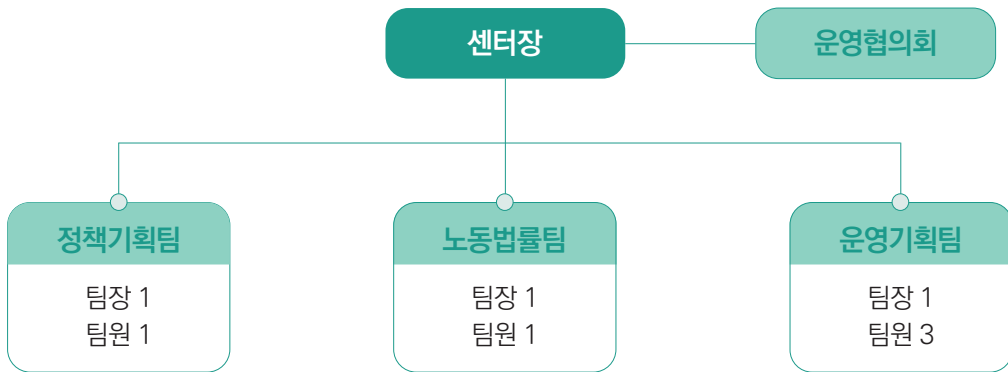 센터장
운영협의회
정책기획팀
팀장 1
팀원 1
노동법률팀
팀장 1
팀원 1
운영기획팀
팀장 1
팀원 3